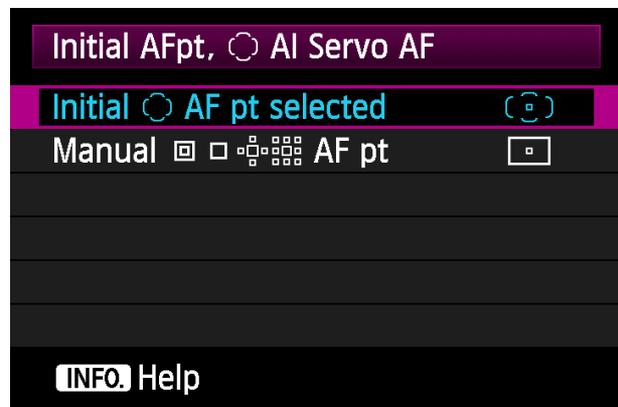 Initial AFpt, AI Servo AF
Initial AF pt selected
Manual AF pt
INFO. Help